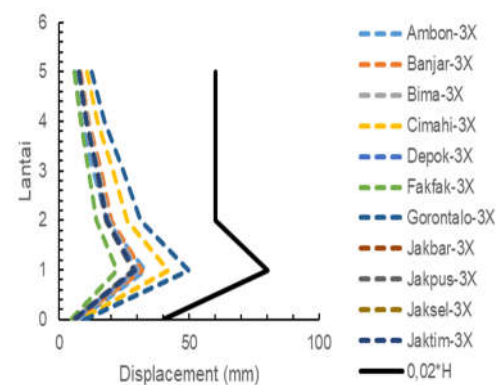 6
5
4
3
2
1
0
Lantai
0
50
100
Displacement (mm)
Ambon-3X
Banjar-3X
Bima-3X
Cimahi-3X
Depok-3X
Fakfak-3X
Gorontalo-3X
Jakbar-3X
Jakpus-3X
Jaksel-3X
Jaktim-3X
0,02*H